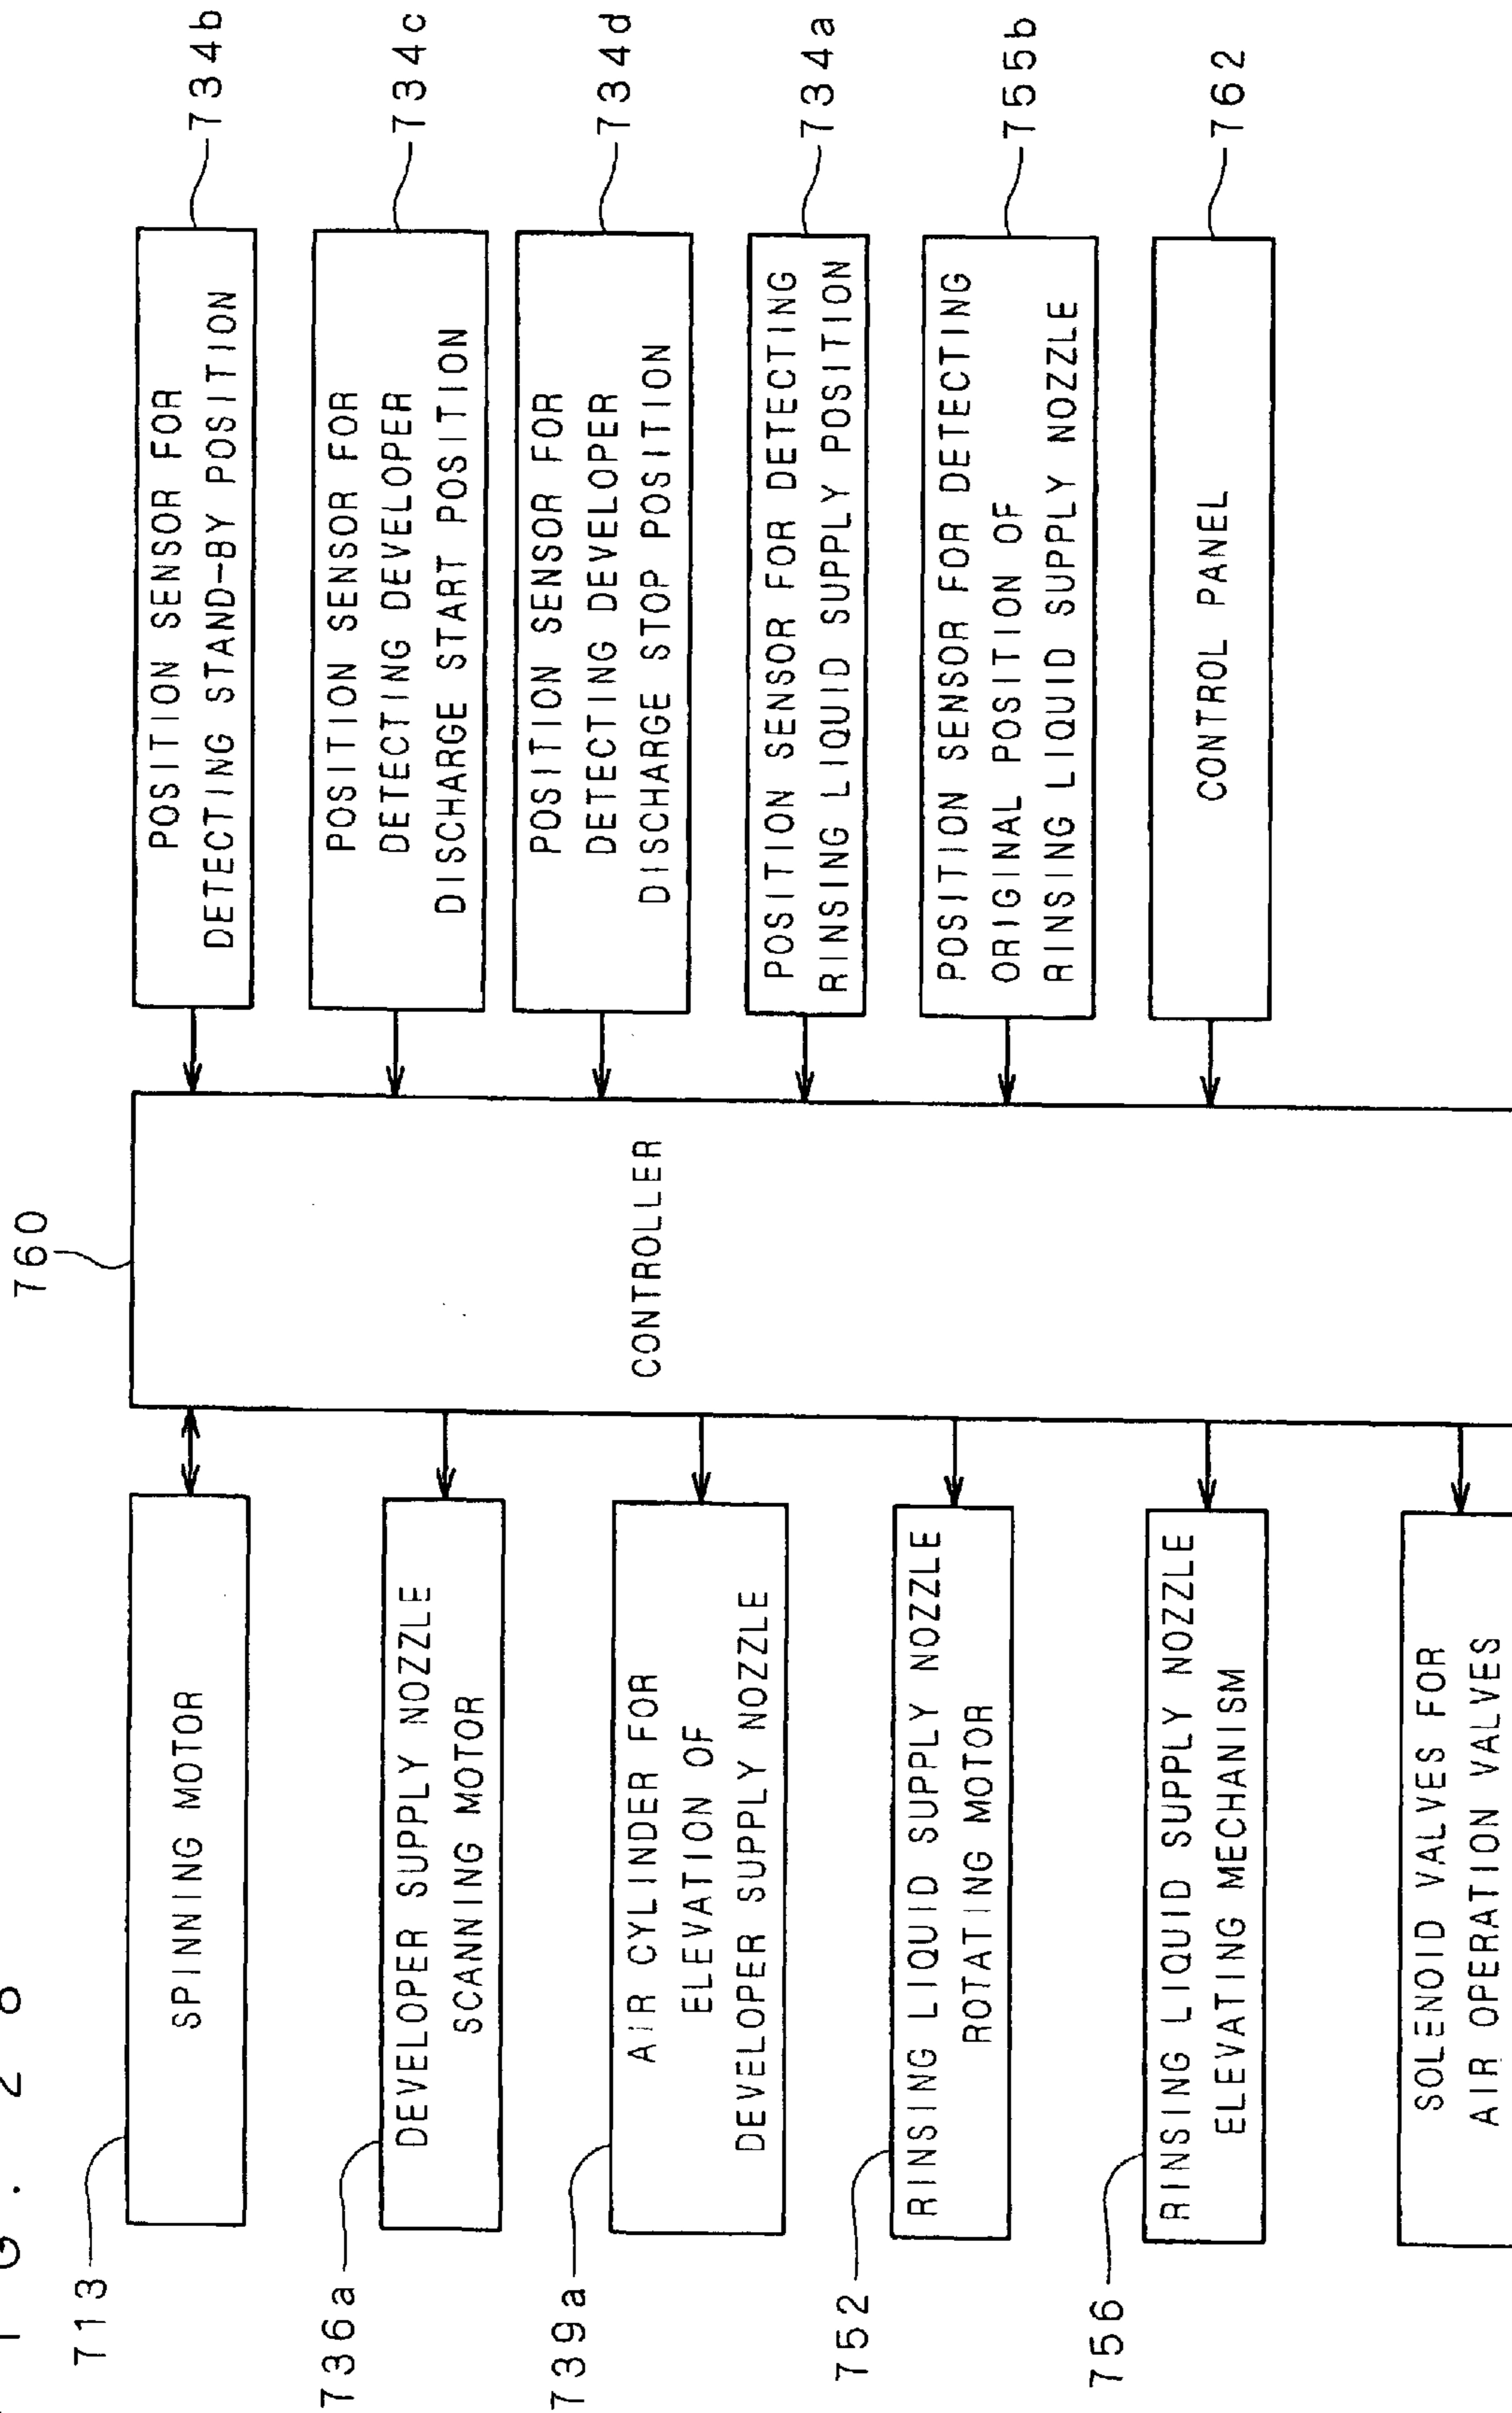 FIG. 28
760
713
SPINNING MOTOR
736a
DEVELOPER SUPPLY NOZZLE
SCANNING MOTOR
739a
AIR CYLINDER FOR
ELEVATION OF
DEVELOPER SUPPLY NOZZLE
752
RINSING LIQUID SUPPLY NOZZLE
ROTATING MOTOR
756
RINSING LIQUID SUPPLY NOZZLE
ELEVATING MECHANISM
SOLENOID VALVES FOR
AIR OPERATION VALVES
CONTROLLER
POSITION SENSOR FOR
DETECTING STAND-BY POSITION
734b
POSITION SENSOR FOR
DETECTING DEVELOPER
DISCHARGE START POSITION
734c
POSITION SENSOR FOR
DETECTING DEVELOPER
DISCHARGE STOP POSITION
734d
POSITION SENSOR FOR DETECTING
RINSING LIQUID SUPPLY POSITION
734a
POSITION SENSOR FOR DETECTING
ORIGINAL POSITION OF
RINSING LIQUID SUPPLY NOZZLE
755b
CONTROL PANEL
762